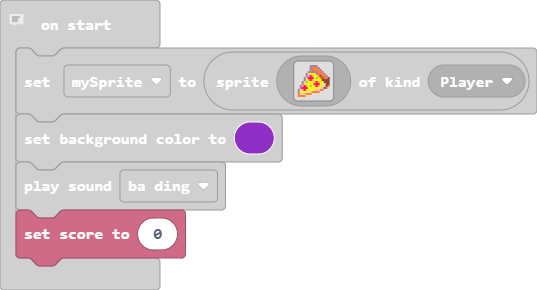 on start
set mySprite to sprite of kind Player
set background color to
play sound ba ding
set score to 0